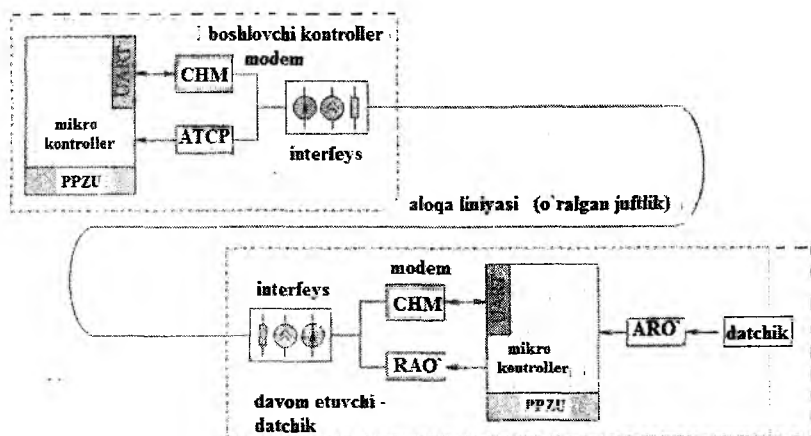 boshlovchi kontroller
modem
UART
CHM
mikro
kontroller
ATCP
interfeys
PPZU
aloqa liniyasi (o`ralgan juftlik)
modem
interfeys
CHM
UART
ARO`
datchik
mikro
kontroller
RAO`
PPZU
davom etuvchi -
datchik